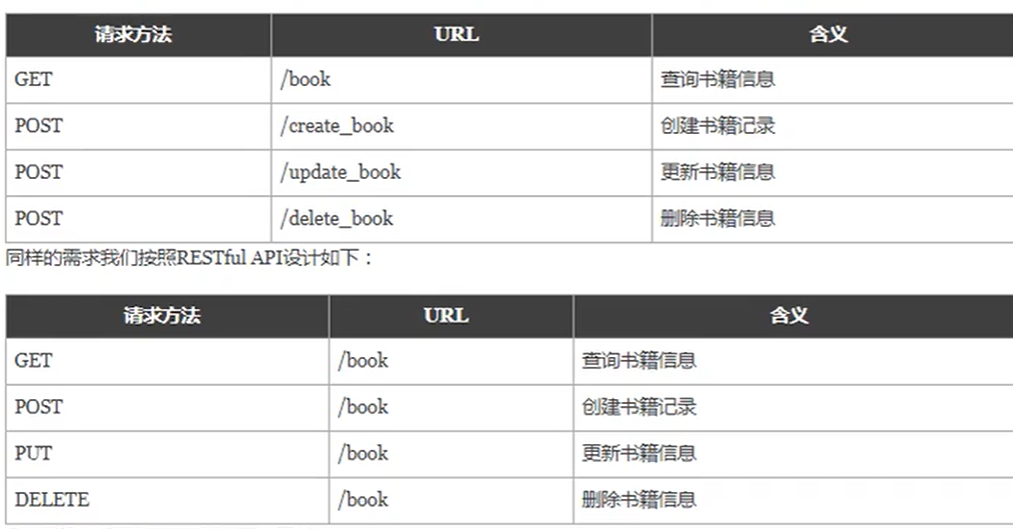 请求方法 URL 含义
GET /book 查询书籍信息
POST /create_book 创建书籍记录
POST /update_book 更新书籍信息
POST /delete_book 删除书籍信息
同样的需求我们按照RESTful API设计如下：
请求方法 URL 含义
GET /book 查询书籍信息
POST /book 创建书籍记录
PUT /book 更新书籍信息
DELETE /book 删除书籍信息